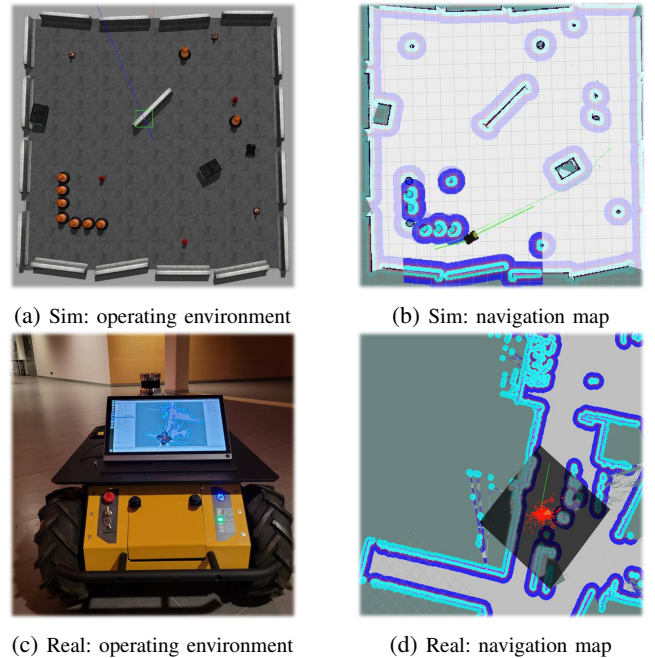 (a) Sim: operating environment
(b) Sim: navigation map
(c) Real: operating environment
(d) Real: navigation map